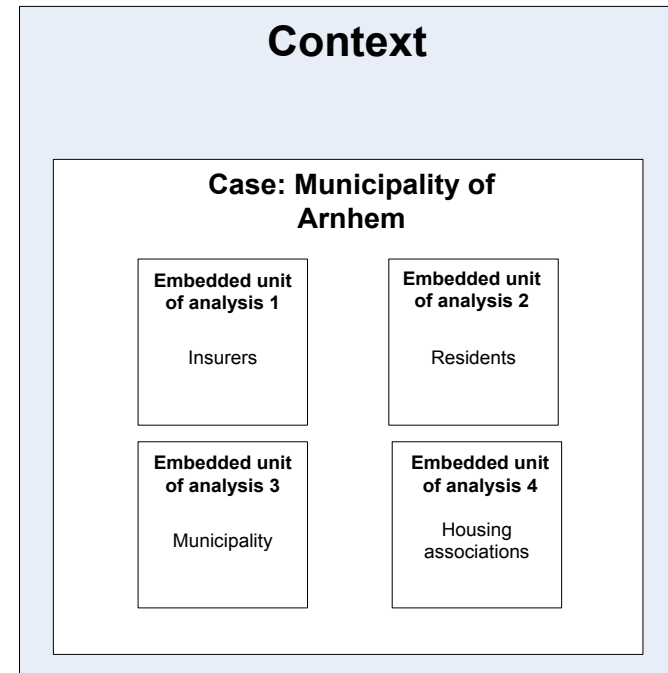 Context
Case: Municipality of
Arnhem
Embedded unit
of analysis 1
Insurers
Embedded unit
of analysis 2
Residents
Embedded unit
of analysis 3
Municipality
Embedded unit
of analysis 4
Housing
associations